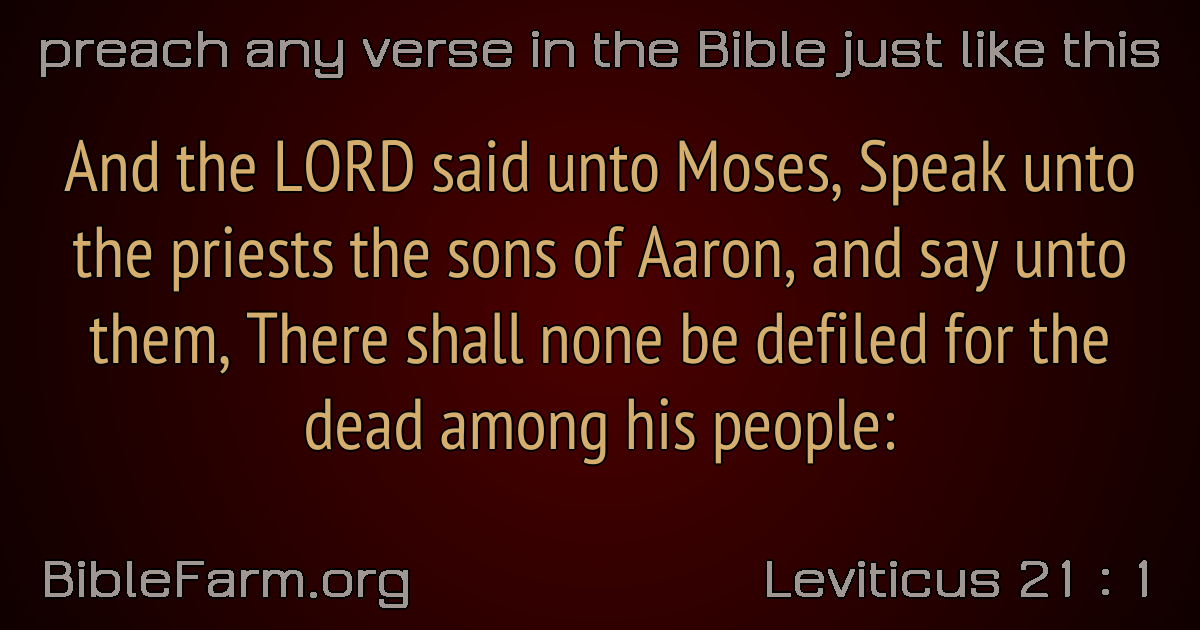 preach any verse in the Bible just like this
And the LORD said unto Moses, Speak unto
the priests the sons of Aaron, and say unto
them, There shall none be defiled for the
dead among his people:
BibleFarm.org
Leviticus 21 : 1